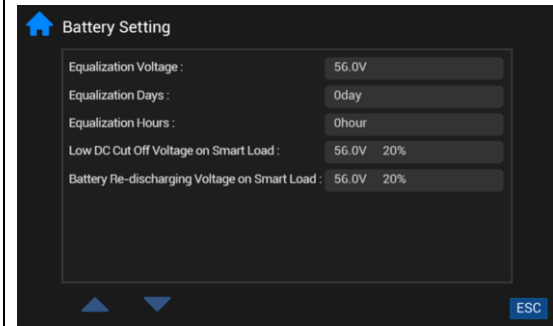 Battery Setting
Equalization Voltage : 56.0V
Equalization Days : 0day
Equalization Hours : 0hour
Low DC Cut Off Voltage on Smart Load : 56.0V 20%
Battery Re-discharging Voltage on Smart Load : 56.0V 20%
ESC